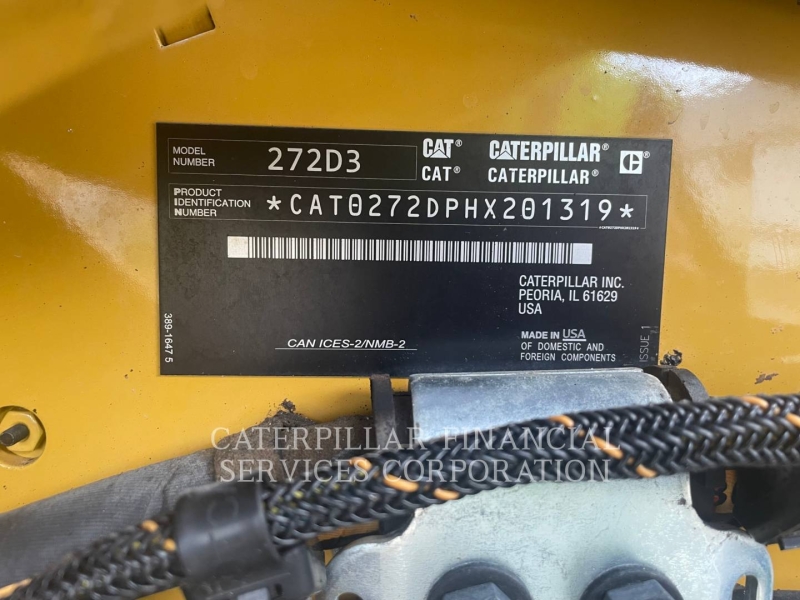 MODEL NUMBER 272D3 CAT® CATERPILLAR® C®
CAT® CATERPILLAR®
PRODUCT IDENTIFICATION NUMBER *CAT0272DPHX201319*
CATERPILLAR INC.
PEORIA, IL 61629
USA
MADE IN USA
OF DOMESTIC AND
FOREIGN COMPONENTS
CAN ICES-2/NMB-2
389-1647 5
ISSUE 1
CATERPILLAR FINANCIAL
SERVICES CORPORATION